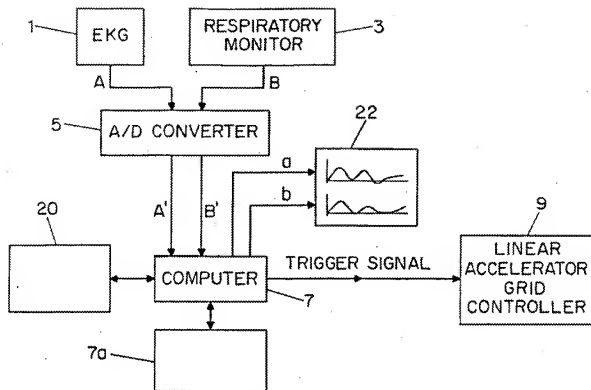 1
EKG
RESPIRATORY
MONITOR
3
A
B
5
A/D CONVERTER
22
a
b
A'
B'
20
9
COMPUTER
7
TRIGGER SIGNAL
LINEAR
ACCELERATOR
GRID
CONTROLLER
7a